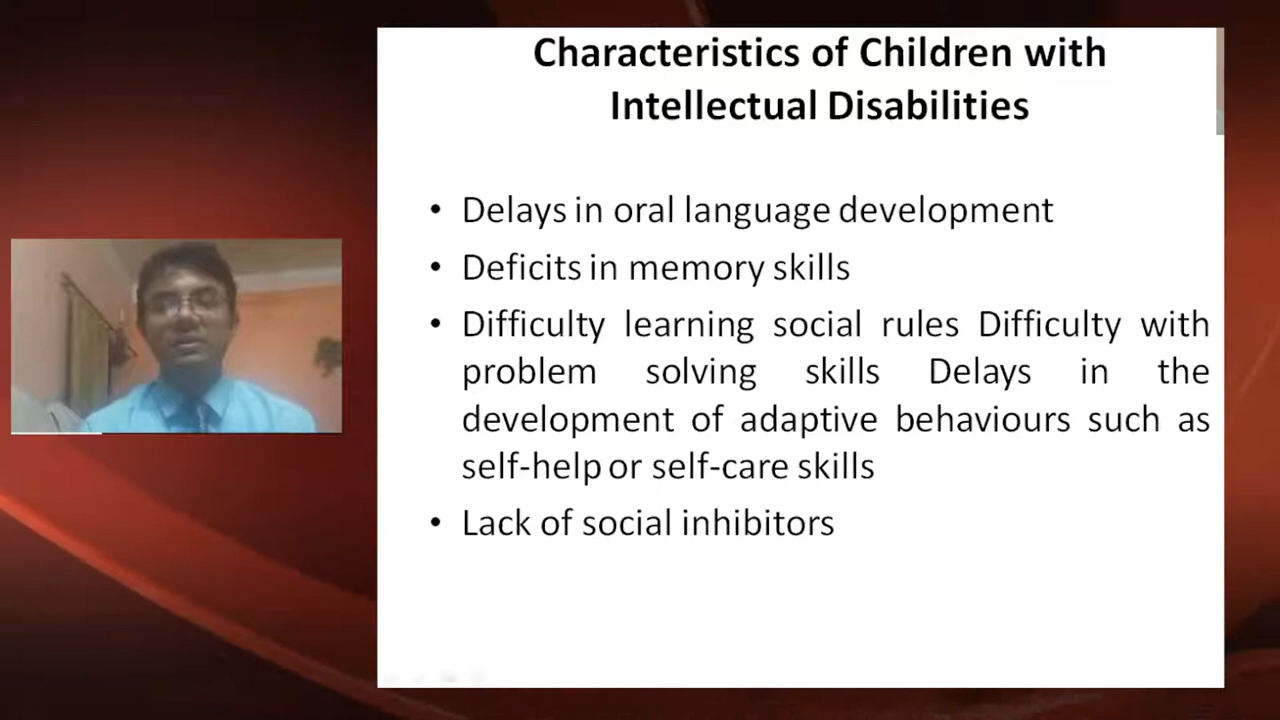 Characteristics of Children with
Intellectual Disabilities
• Delays in oral language development
• Deficits in memory skills
• Difficulty learning social rules Difficulty with
problem solving skills Delays in the
development of adaptive behaviours such as
self-help or self-care skills
• Lack of social inhibitors